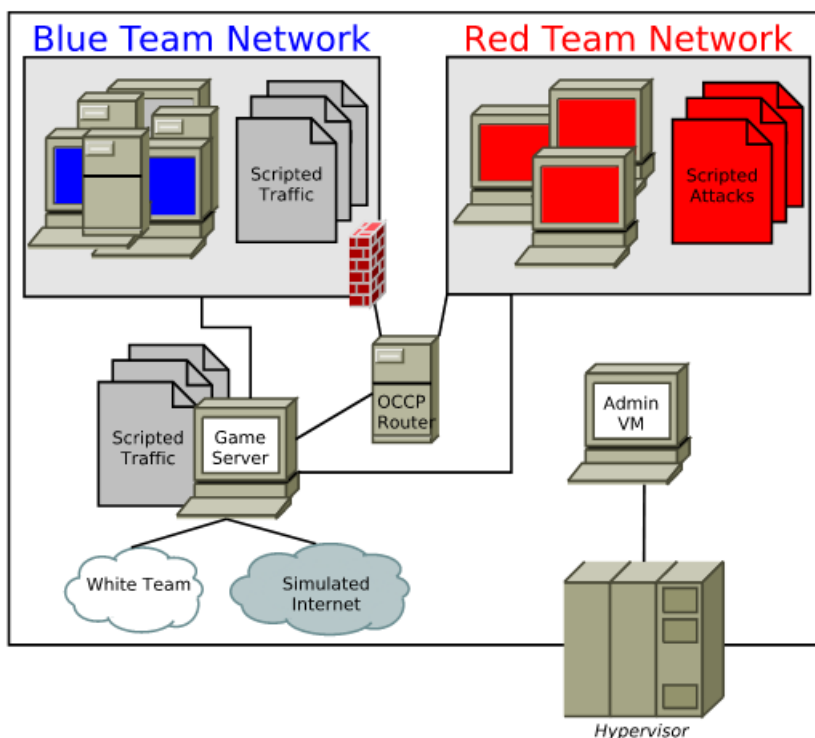 Blue Team Network
Red Team Network
Scripted
Traffic
Scripted
Attacks
OCCP
Router
Scripted
Traffic
Game
Server
Admin
VM
White Team
Simulated
Internet
Hypervisor